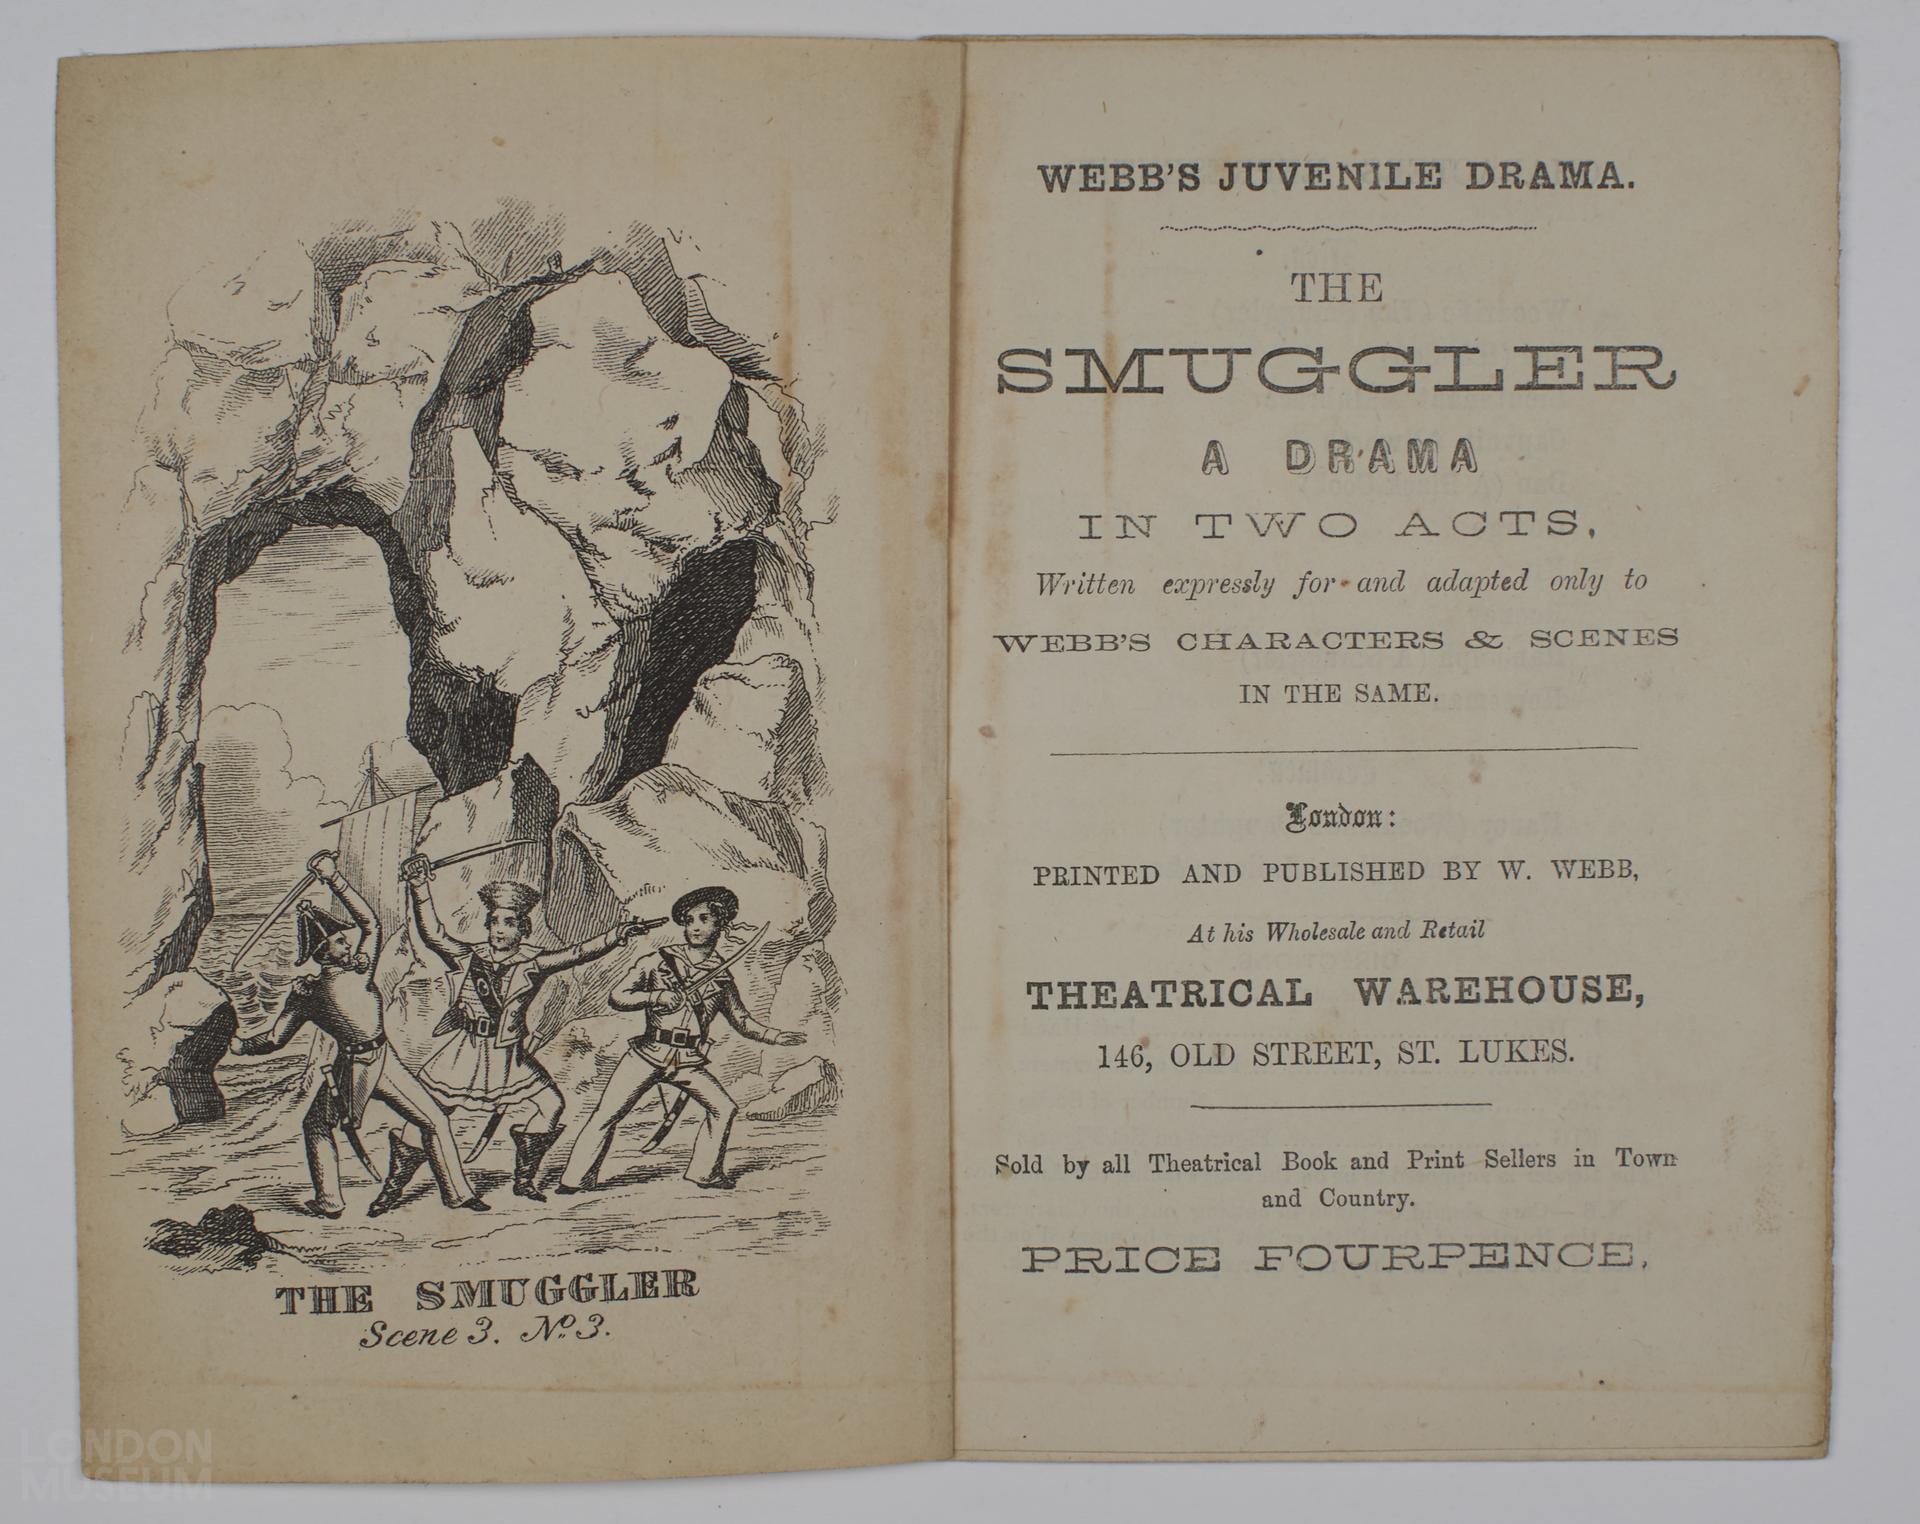 THE SMUGGLER
Scene 3. No. 3.
WEBB'S JUVENILE DRAMA.
THE
SMUGGLER
A DRAMA
IN TWO ACTS,
Written expressly for and adapted only to
WEBB'S CHARACTERS & SCENES
IN THE SAME.
London:
PRINTED AND PUBLISHED BY W. WEBB,
At his Wholesale and Retail
THEATRICAL WAREHOUSE,
146, OLD STREET, ST. LUKES.
Sold by all Theatrical Book and Print Sellers in Town
and Country.
PRICE FOURPENCE,
LONDON
MUSEUM